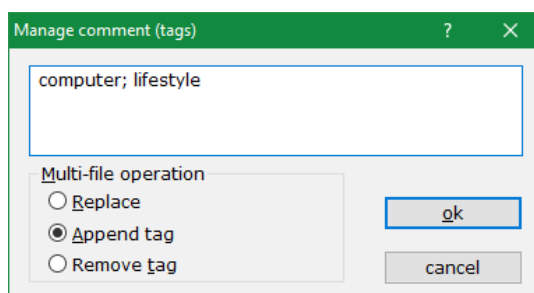 Manage comment (tags)
computer; lifestyle
Multi-file operation
Replace
Append tag
Remove tag
ok
cancel